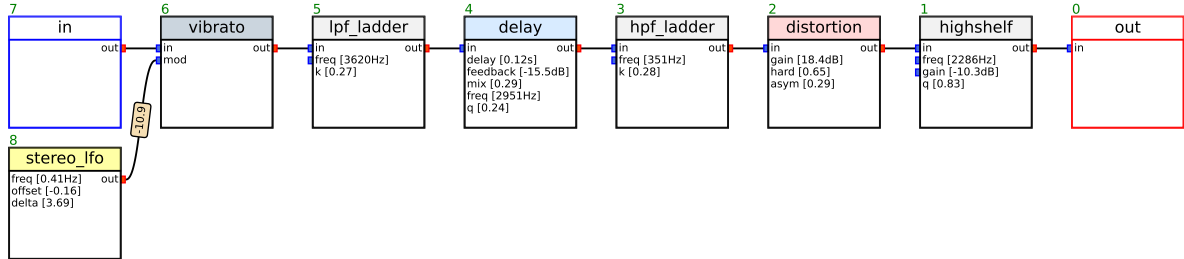 7
in
out
6
vibrato
in out
mod
5
lpf_ladder
in out
freq [3620Hz]
k [0.27]
4
delay
in out
delay [0.12s]
feedback [-15.5dB]
mix [0.29]
freq [2951Hz]
q [0.24]
3
hpf_ladder
in out
freq [351Hz]
k [0.28]
2
distortion
in out
gain [18.4dB]
hard [0.65]
asym [0.29]
1
highshelf
in out
freq [2286Hz]
gain [-10.3dB]
q [0.83]
0
out
in
-10.9
8
stereo_lfo
freq [0.41Hz] out
offset [-0.16]
delta [3.69]